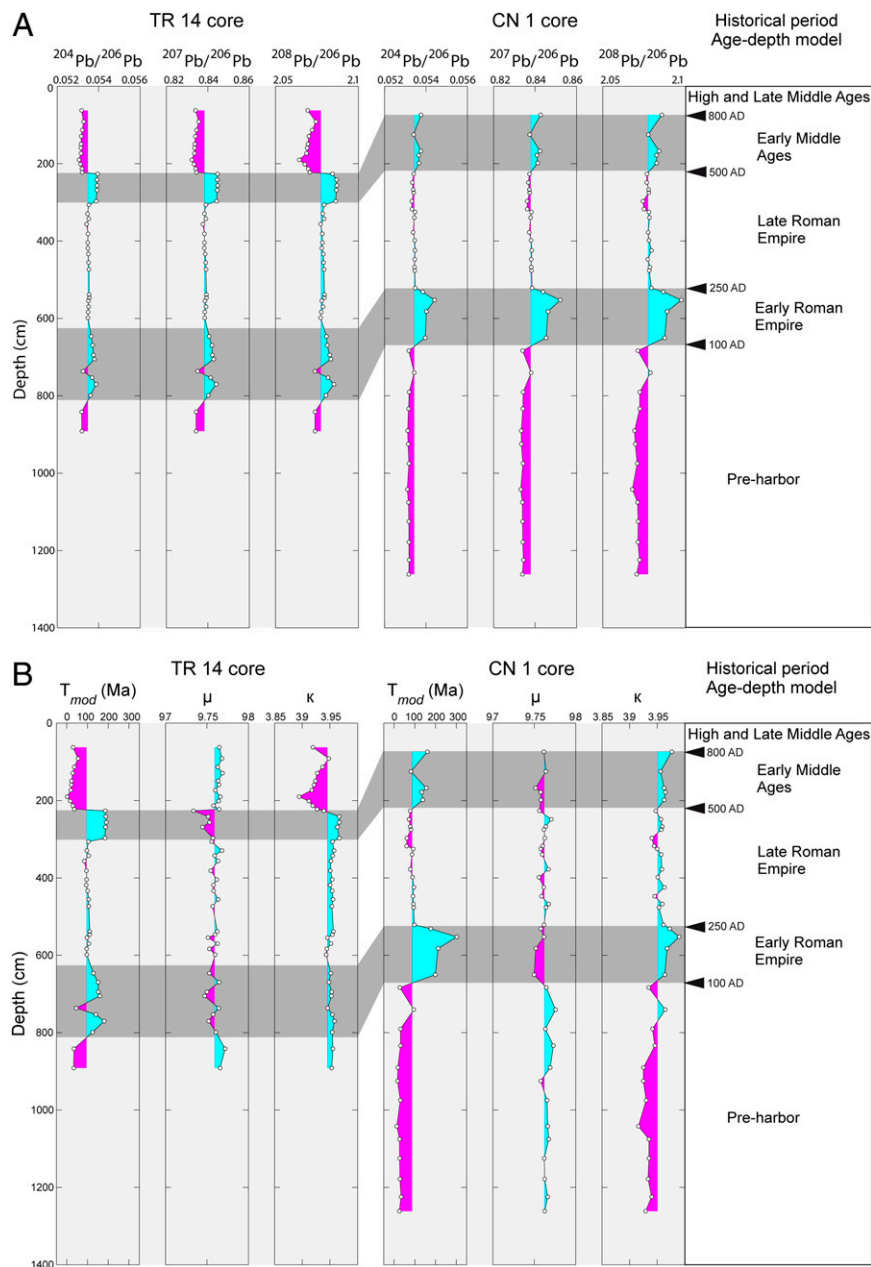 A
TR 14 core
CN 1 core
Historical period
Age-depth model
204Pb/206Pb 207Pb/206Pb 208Pb/206Pb 204Pb/206Pb 207Pb/206Pb 208Pb/206Pb
0.052 0.054 0.056 0.82 0.84 0.86 2.05 2.1 0.052 0.054 0.056 0.82 0.84 0.86 2.05 2.1
0
High and Late Middle Ages
800 AD
Early Middle
Ages
200
500 AD
Late Roman
Empire
400
250 AD
Early Roman
Empire
600
100 AD
Depth (cm)
800
1000
Pre-harbor
1200
1400
B
TR 14 core
CN 1 core
Historical period
Age-depth model
Tmod (Ma) μ κ Tmod (Ma) μ κ
0 100 200 300 97 9.75 98 3.85 3.9 3.95 0 100 200 300 97 9.75 98 3.85 3.9 3.95
0
High and Late Middle Ages
800 AD
Early Middle
Ages
200
500 AD
Late Roman
Empire
400
250 AD
Early Roman
Empire
600
100 AD
Depth (cm)
800
1000
Pre-harbor
1200
1400